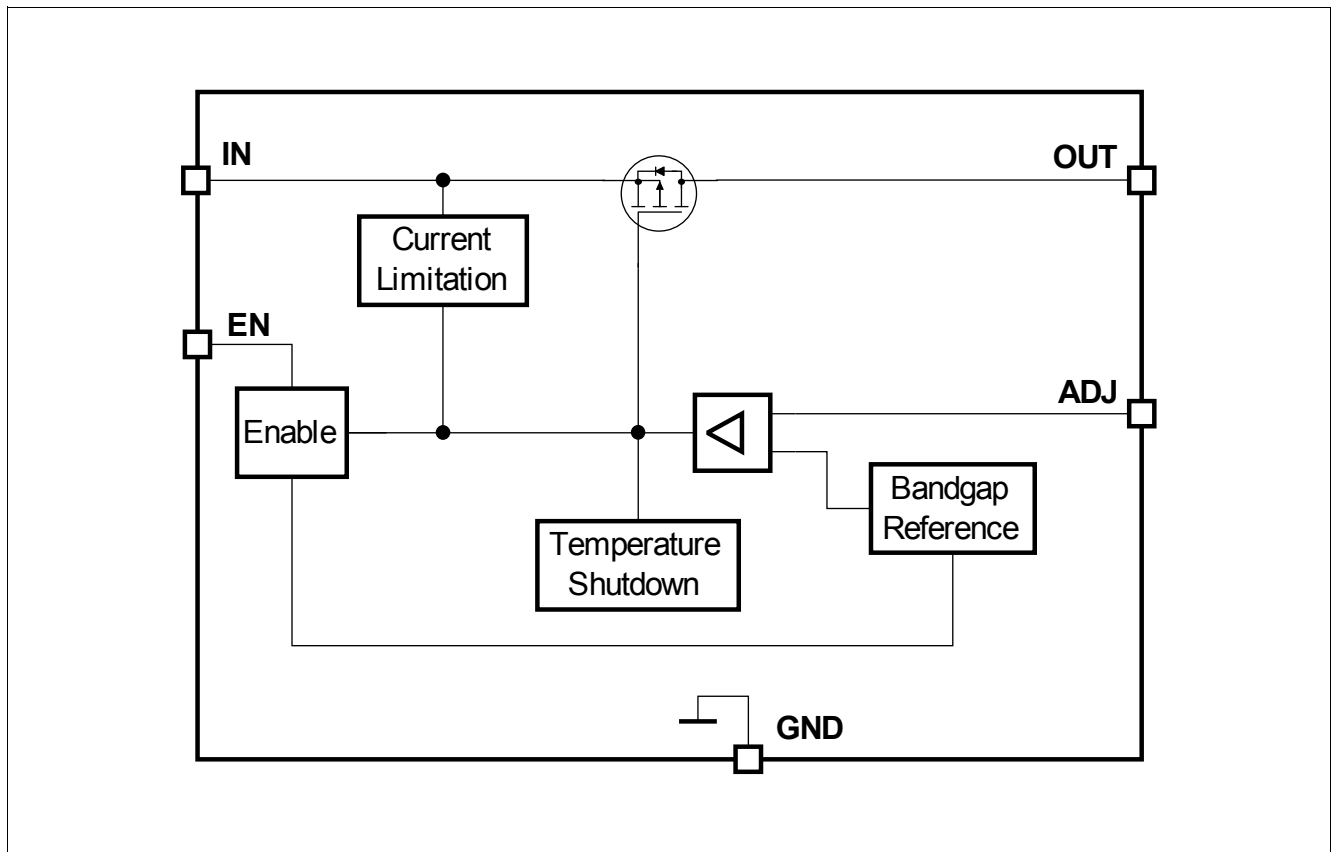 IN
OUT
Current
Limitation
EN
ADJ
Enable
Bandgap
Reference
Temperature
Shutdown
GND